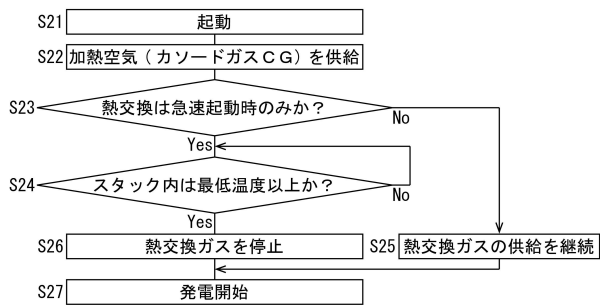 S21 起動
S22 加熱空気(カソードガスCG)を供給
S23 熱交換は急速起動時のみか?
No
Yes
S24 スタック内は最低温度以上か?
No
Yes
S26 熱交換ガスを停止
S25 熱交換ガスの供給を継続
S27 発電開始